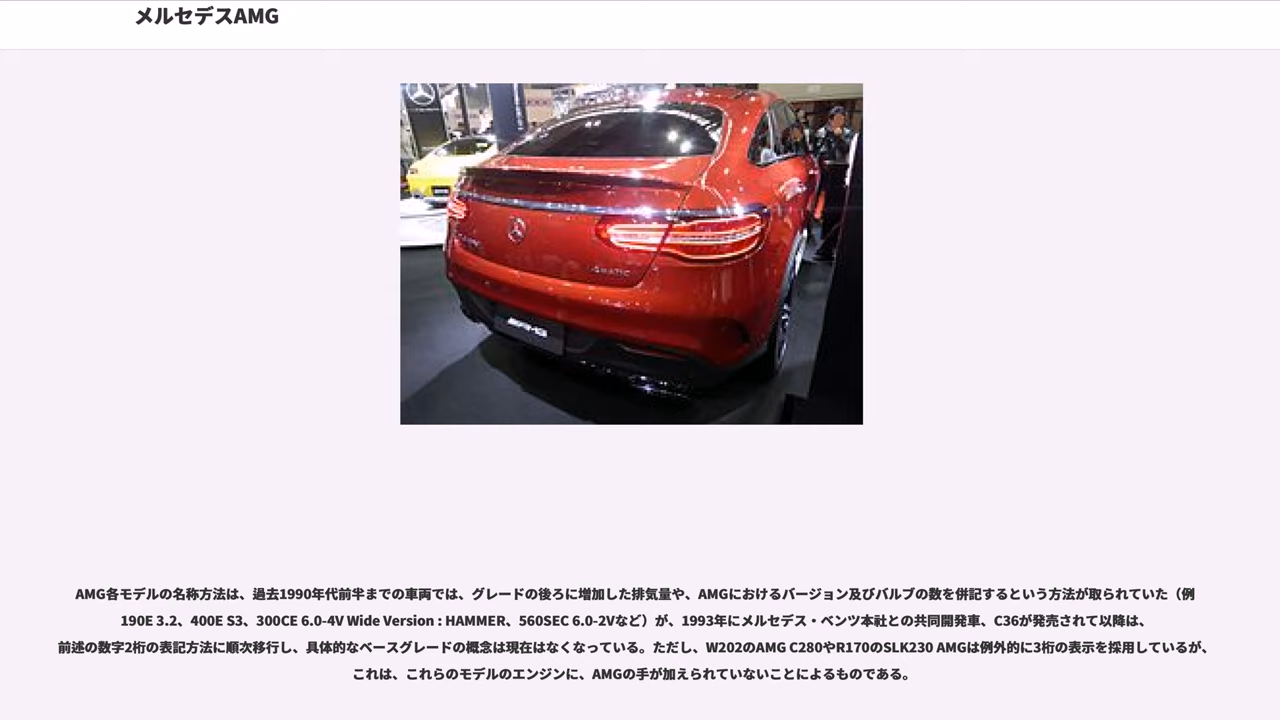 メルセデスAMG
AMG
AMG各モデルの名称方法は、過去1990年代前半までの車両では、グレードの後ろに増加した排気量や、AMGにおけるバージョン及びバルブの数を併記するという方法が取られていた（例
190E 3.2、400E S3、300CE 6.0-4V Wide Version : HAMMER、560SEC 6.0-2Vなど）が、1993年にメルセデス・ベンツ本社との共同開発車、C36が発売されて以降は、
前述の数字2桁の表記方法に順次移行し、具体的なベースグレードの概念は現在はなくなっている。ただし、W202のAMG C280やR170のSLK230 AMGは例外的に3桁の表示を採用しているが、
これは、これらのモデルのエンジンに、AMGの手が加えられていないことによるものである。